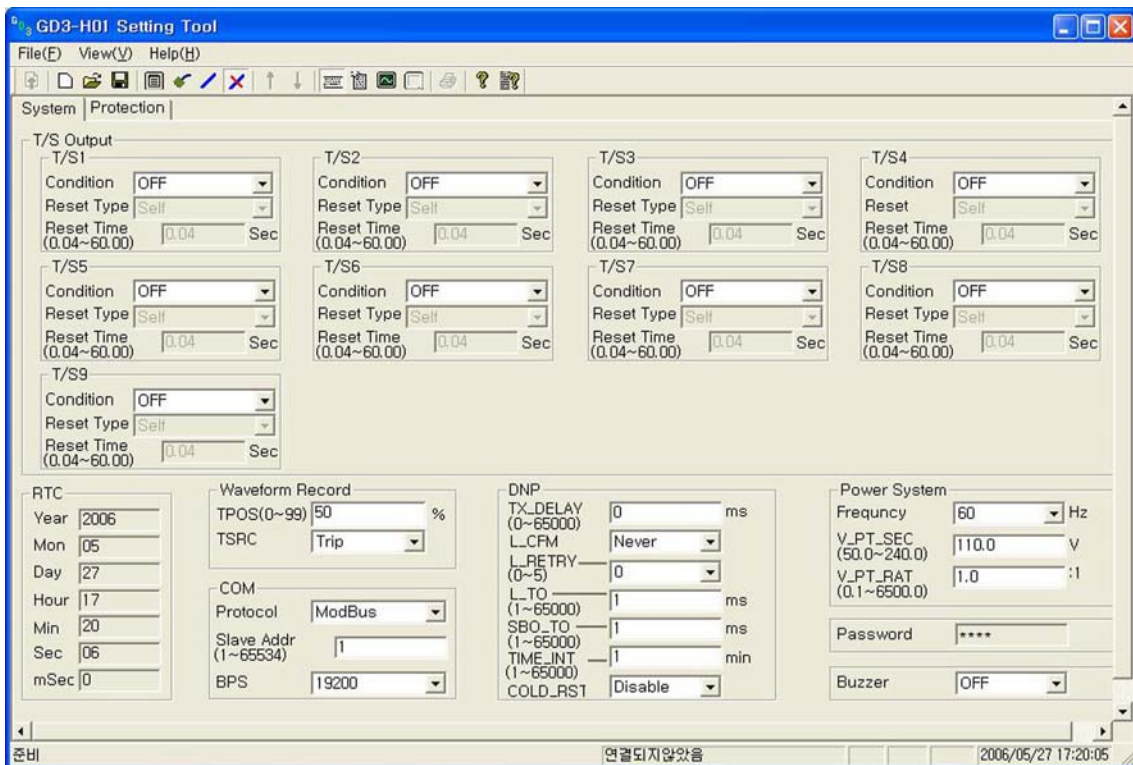 GD3-H01 Setting Tool
File(F) View(V) Help(H)
System Protection
T/S Output
T/S1 T/S2 T/S3 T/S4
Condition OFF Condition OFF Condition OFF Condition OFF
Reset Type Self Reset Type Self Reset Type Self Reset Self
Reset Time (0.04~60.00) 0.04 Sec Reset Time (0.04~60.00) 0.04 Sec Reset Time (0.04~60.00) 0.04 Sec Reset Time (0.04~60.00) 0.04 Sec
T/S5 T/S6 T/S7 T/S8
Condition OFF Condition OFF Condition OFF Condition OFF
Reset Type Self Reset Type Self Reset Type Self Reset Type Self
Reset Time (0.04~60.00) 0.04 Sec Reset Time (0.04~60.00) 0.04 Sec Reset Time (0.04~60.00) 0.04 Sec Reset Time (0.04~60.00) 0.04 Sec
T/S9
Condition OFF
Reset Type Self
Reset Time (0.04~60.00) 0.04 Sec
RTC
Year 2006
Mon 05
Day 27
Hour 17
Min 20
Sec 06
mSec 0
Waveform Record
TPOS(0~99) 50 %
TSRC Trip
COM
Protocol ModBus
Slave Addr (1~65534) 1
BPS 19200
DNP
TX_DELAY (0~65000) 0 ms
L_CFM Never
L_RETRY (0~5) 0
L_TO (1~65000) 1 ms
SBO_TO (1~65000) 1 ms
TIME_INT (1~65000) 1 min
COLD_RST Disable
Power System
Frequncy 60 Hz
V_PT_SEC (50.0~240.0) 110.0 V
V_PT_RAT (0.1~6500.0) 1.0 :1
Password ****
Buzzer OFF
준비 연결되지않았음 2006/05/27 17:20:05